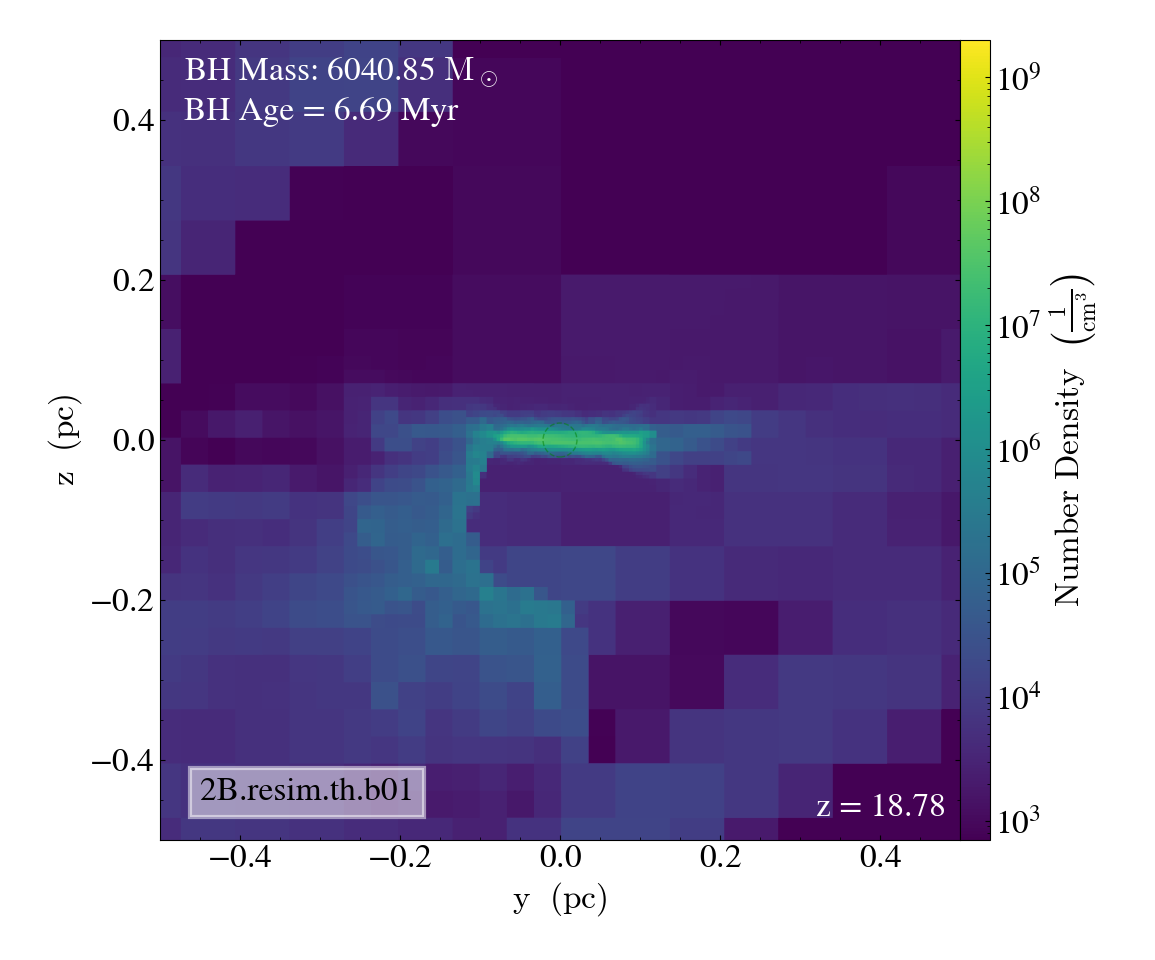 BH Mass: 6040.85 M⊙
BH Age = 6.69 Myr
0.4
0.2
0.0
−0.2
−0.4
z (pc)
2B.resim.th.b01
z = 18.78
−0.4 −0.2 0.0 0.2 0.4
y (pc)
10⁹
10⁸
10⁷
10⁶
10⁵
10⁴
10³
Number Density (1/cm³)